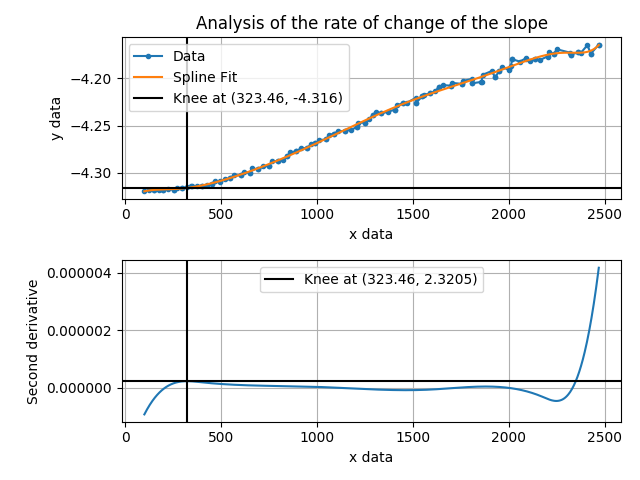 Analysis of the rate of change of the slope
Data
Spline Fit
Knee at (323.46, -4.316)
−4.20
−4.25
−4.30
y data
0
500
1000
1500
2000
2500
x data
Knee at (323.46, 2.3205)
0.000004
0.000002
0.000000
Second derivative
0
500
1000
1500
2000
2500
x data